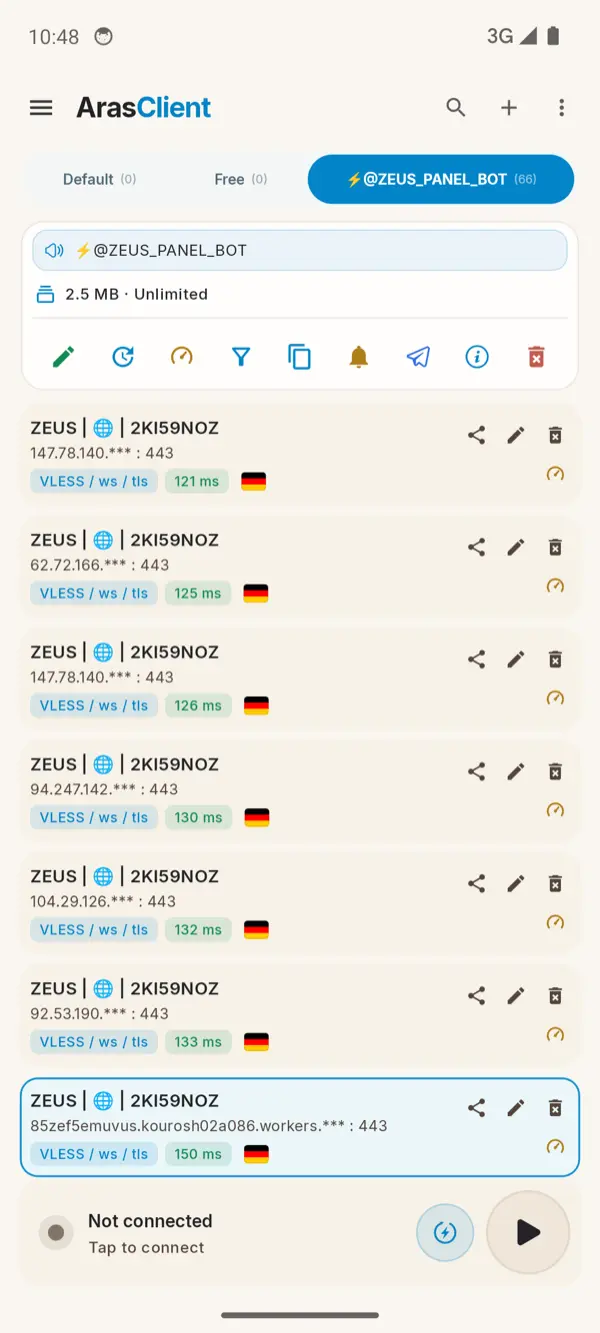 10:48
3G
ArasClient
Default (0)
Free (0)
⚡@ZEUS_PANEL_BOT (66)
⚡@ZEUS_PANEL_BOT
2.5 MB · Unlimited
ZEUS | 🌐 | 2KI59NOZ
147.78.140.*** : 443
VLESS / ws / tls
121 ms
ZEUS | 🌐 | 2KI59NOZ
62.72.166.*** : 443
VLESS / ws / tls
125 ms
ZEUS | 🌐 | 2KI59NOZ
147.78.140.*** : 443
VLESS / ws / tls
126 ms
ZEUS | 🌐 | 2KI59NOZ
94.247.142.*** : 443
VLESS / ws / tls
130 ms
ZEUS | 🌐 | 2KI59NOZ
104.29.126.*** : 443
VLESS / ws / tls
132 ms
ZEUS | 🌐 | 2KI59NOZ
92.53.190.*** : 443
VLESS / ws / tls
133 ms
ZEUS | 🌐 | 2KI59NOZ
85zef5emuvus.kourosh02a086.workers.*** : 443
VLESS / ws / tls
150 ms
Not connected
Tap to connect